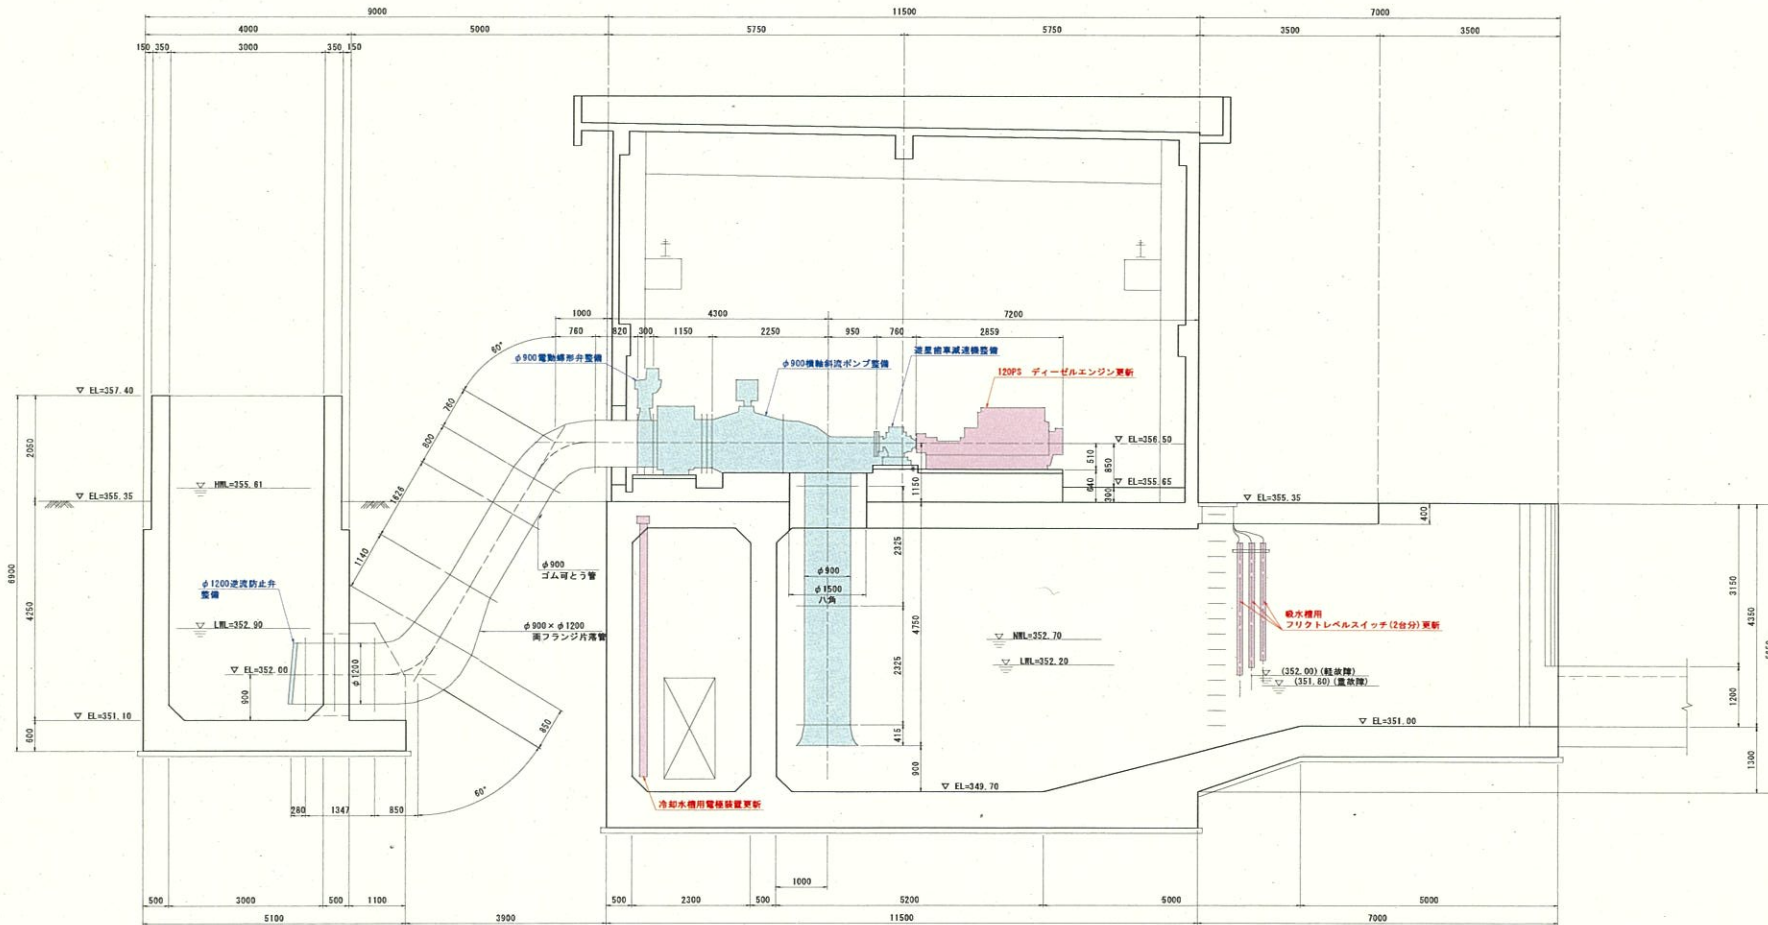 9000
11500
7000
4000
5000
5750
5750
3500
3500
150
350
3000
350
150
1000
4300
7200
760
820
300
1150
2250
950
760
2859
60°
φ900電動蝶形弁整備
φ900横軸斜流ポンプ整備
遊星歯車減速機整備
120PS ディーゼルエンジン更新
▽ EL=357.40
760
800
1626
1140
2050
▽ EL=356.50
510
850
▽ HWL=355.61
▽ EL=355.35
1150
640
390
▽ EL=355.65
▽ EL=355.35
400
6900
4250
φ1200逆流防止弁
整備
φ900
ゴム可とう管
2325
φ900
φ1500
八角
4750
3150
4350
吸水槽用
フリクトレベルスイッチ(2台分)更新
▽ LWL=352.90
φ900×φ1200
両フランジ片落管
▽ NWL=352.70
▽ LWL=352.20
2325
▽ EL=352.00
φ1200
900
▽ (352.00)(軽故障)
▽ (351.80)(重故障)
1200
▽ EL=351.10
850
415
▽ EL=351.00
600
900
1300
▽ EL=349.70
60°
冷却水槽用電極装置更新
280
1347
850
1000
500
3000
500
1100
500
2300
500
5200
5000
5100
3900
11500
7000